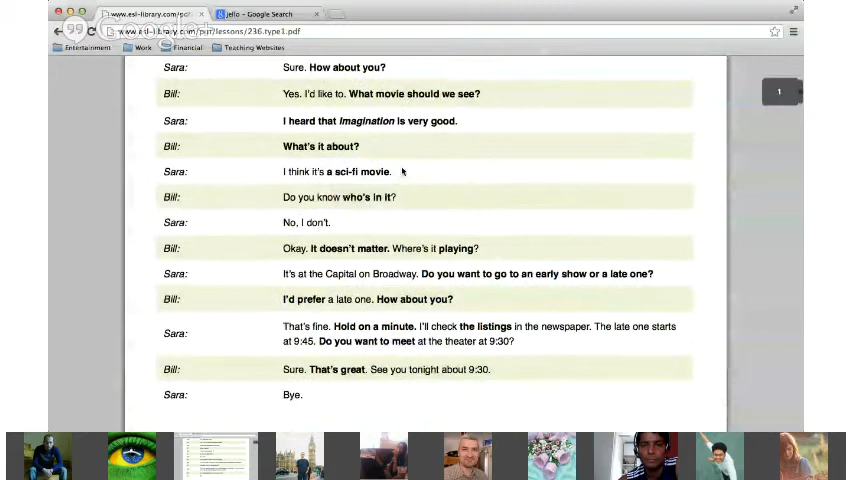 www.esl-library.com/pdf/
jello - Google Search
Google+
www.esl-library.com/pdf/lessons/236.type1.pdf
Entertainment Work Financial Teaching Websites
1
Sara: Sure. How about you?
Bill: Yes. I'd like to. What movie should we see?
Sara: I heard that Imagination is very good.
Bill: What's it about?
Sara: I think it's a sci-fi movie.
Bill: Do you know who's in it?
Sara: No, I don't.
Bill: Okay. It doesn't matter. Where's it playing?
Sara: It's at the Capital on Broadway. Do you want to go to an early show or a late one?
Bill: I'd prefer a late one. How about you?
Sara: That's fine. Hold on a minute. I'll check the listings in the newspaper. The late one starts
at 9:45. Do you want to meet at the theater at 9:30?
Bill: Sure. That's great. See you tonight about 9:30.
Sara: Bye.